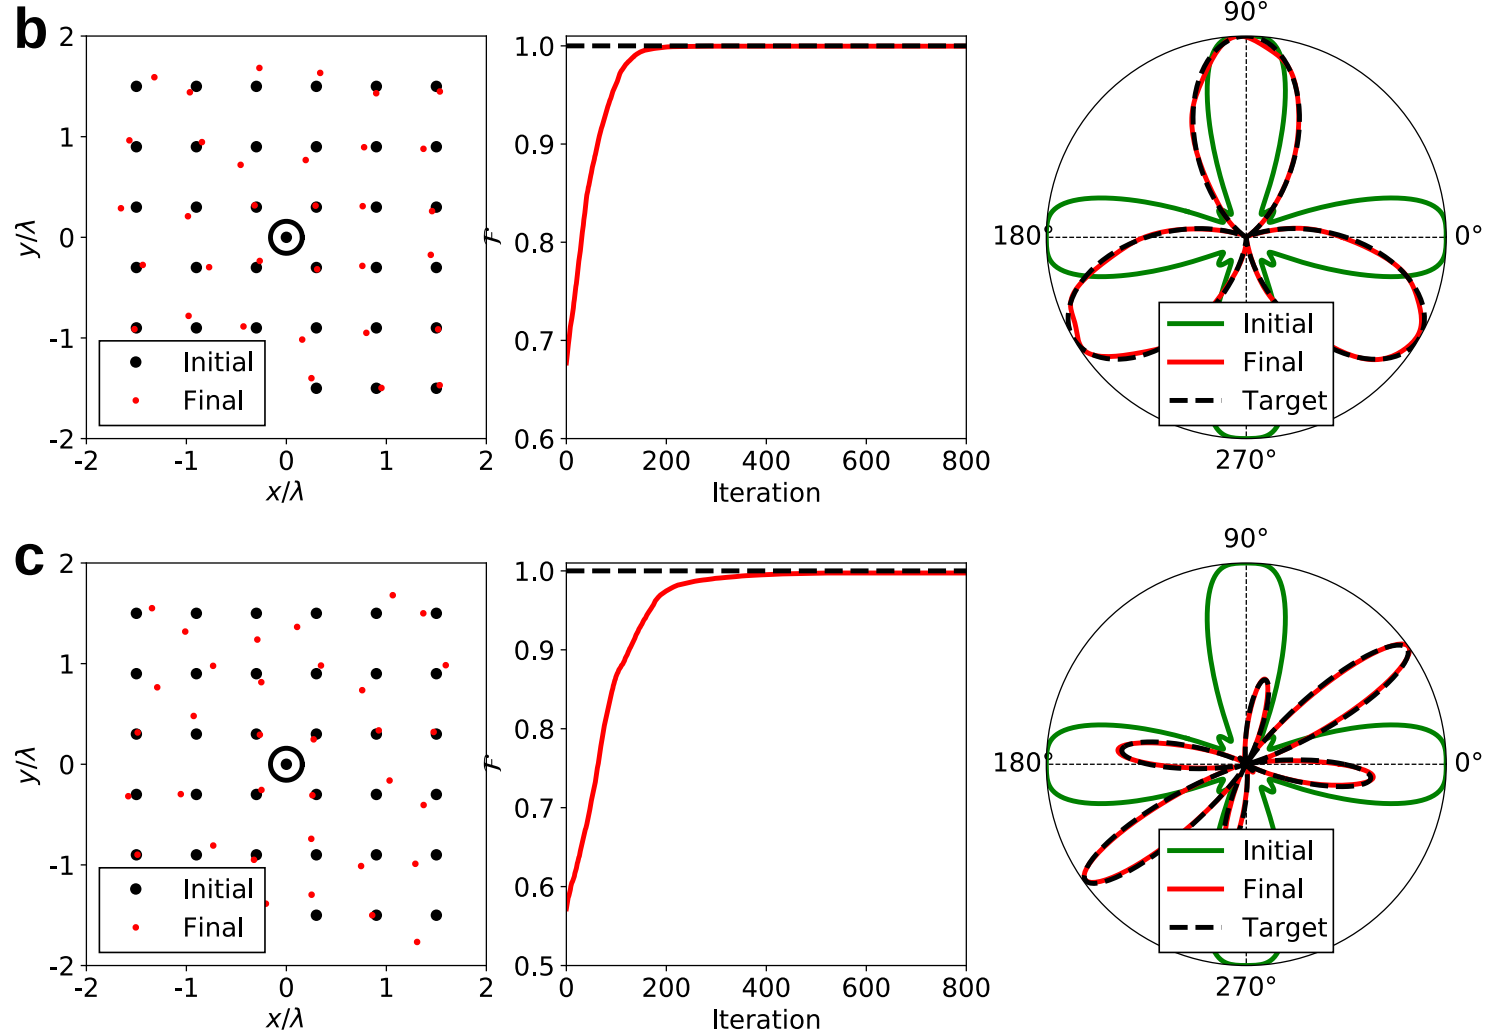 b
2
1
0
-1
-2
y/λ
-2
-1
0
1
2
x/λ
Initial
Final
1.0
0.9
0.8
0.7
0.6
ℱ
0
200
400
600
800
Iteration
90°
180°
0°
270°
Initial
Final
Target
c
2
1
0
-1
-2
y/λ
-2
-1
0
1
2
x/λ
Initial
Final
1.0
0.9
0.8
0.7
0.6
0.5
ℱ
0
200
400
600
800
Iteration
90°
180°
0°
270°
Initial
Final
Target